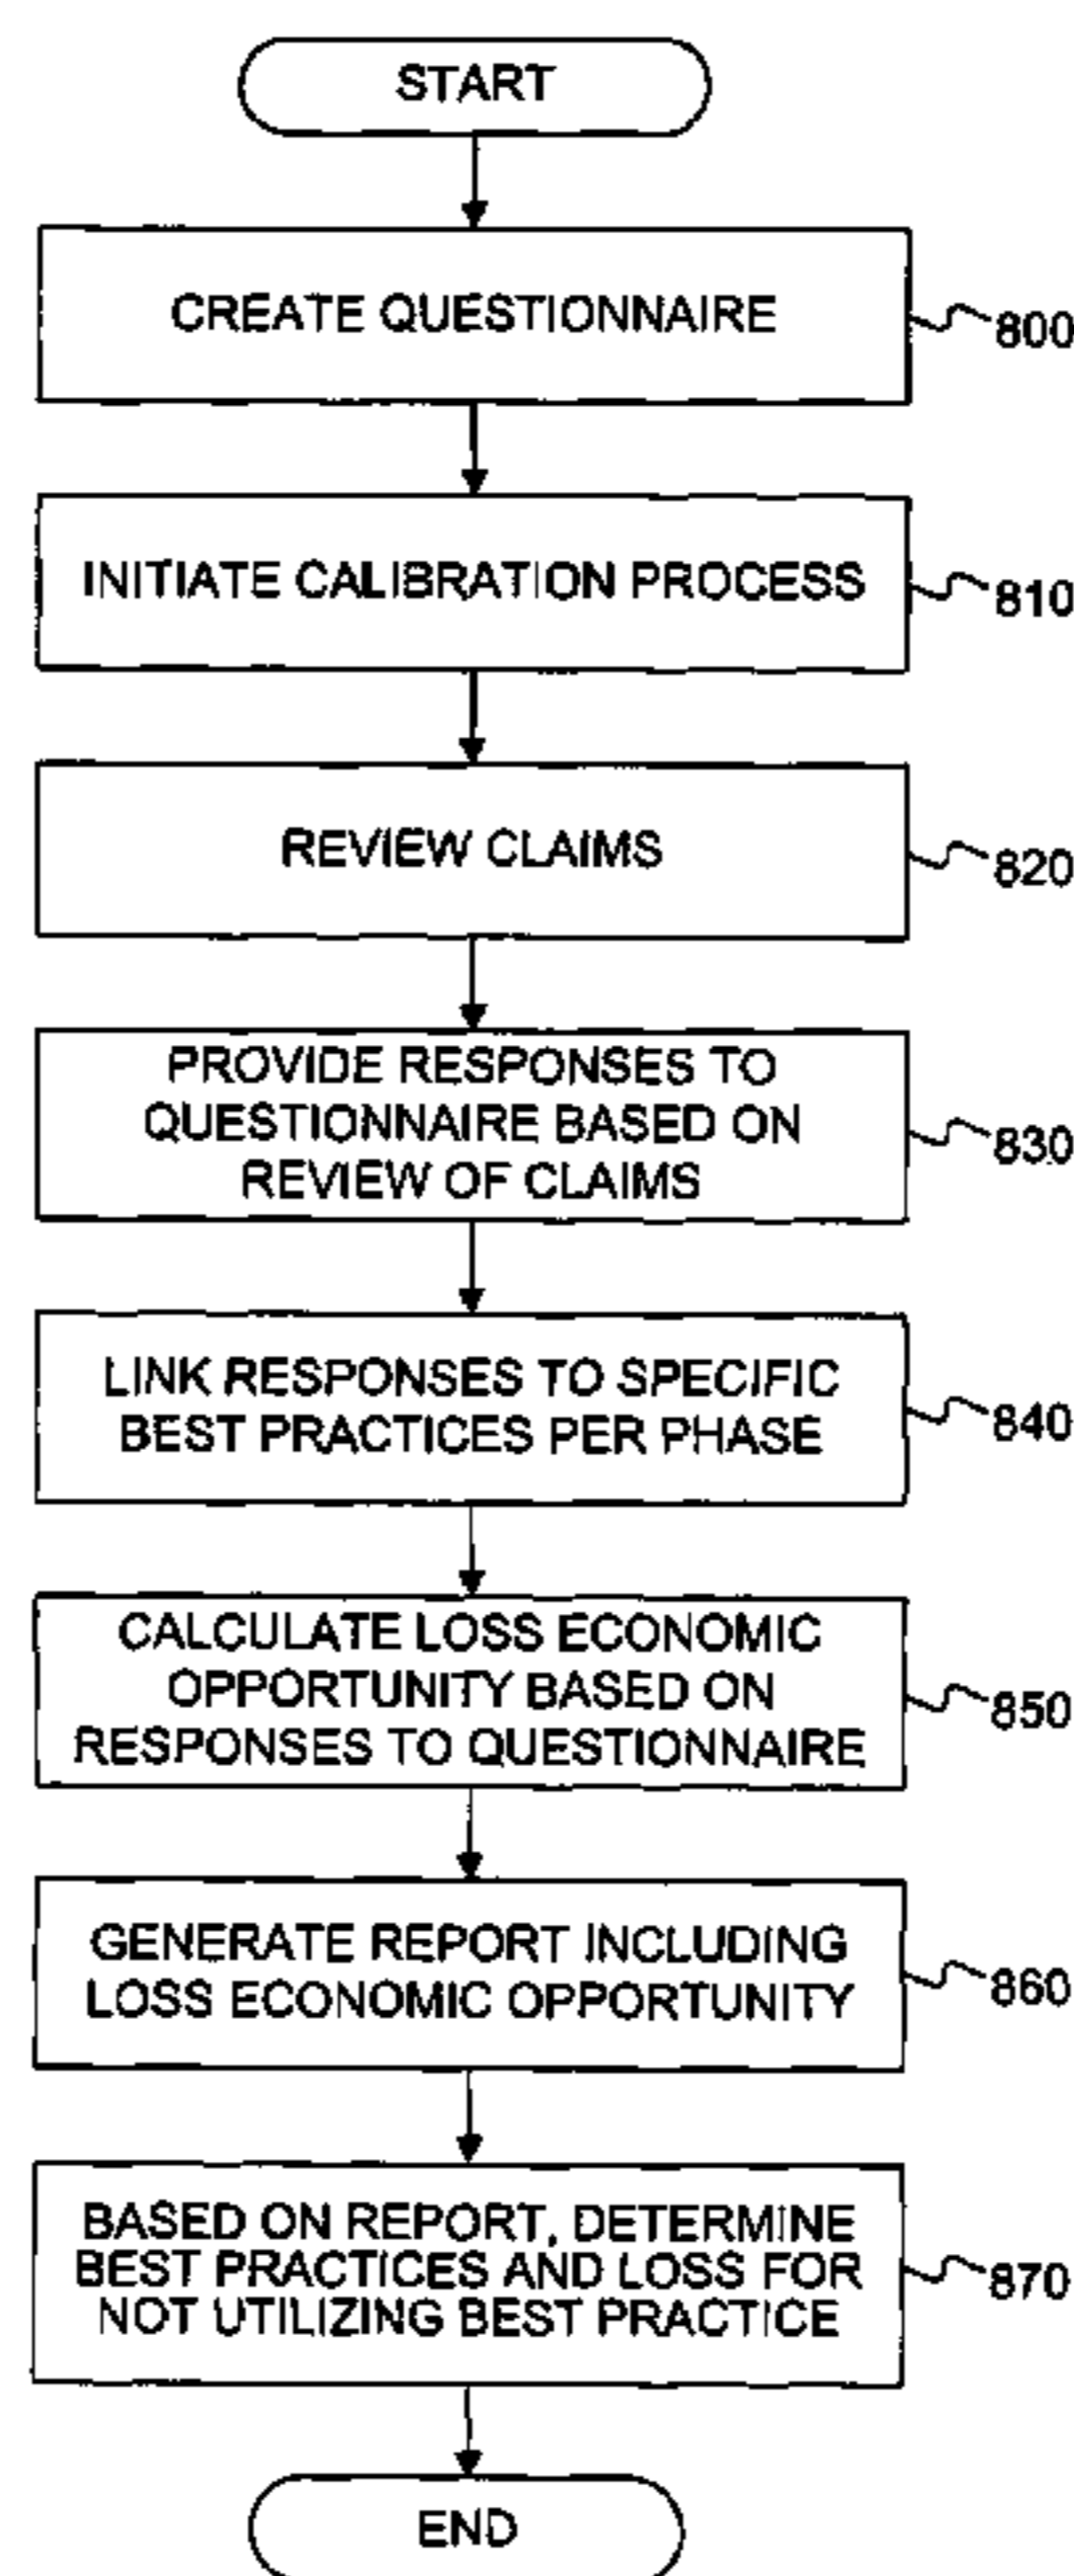 START
CREATE QUESTIONNAIRE
800
INITIATE CALIBRATION PROCESS
810
REVIEW CLAIMS
820
PROVIDE RESPONSES TO
QUESTIONNAIRE BASED ON
REVIEW OF CLAIMS
830
LINK RESPONSES TO SPECIFIC
BEST PRACTICES PER PHASE
840
CALCULATE LOSS ECONOMIC
OPPORTUNITY BASED ON
RESPONSES TO QUESTIONNAIRE
850
GENERATE REPORT INCLUDING
LOSS ECONOMIC OPPORTUNITY
860
BASED ON REPORT, DETERMINE
BEST PRACTICES AND LOSS FOR
NOT UTILIZING BEST PRACTICE
870
END